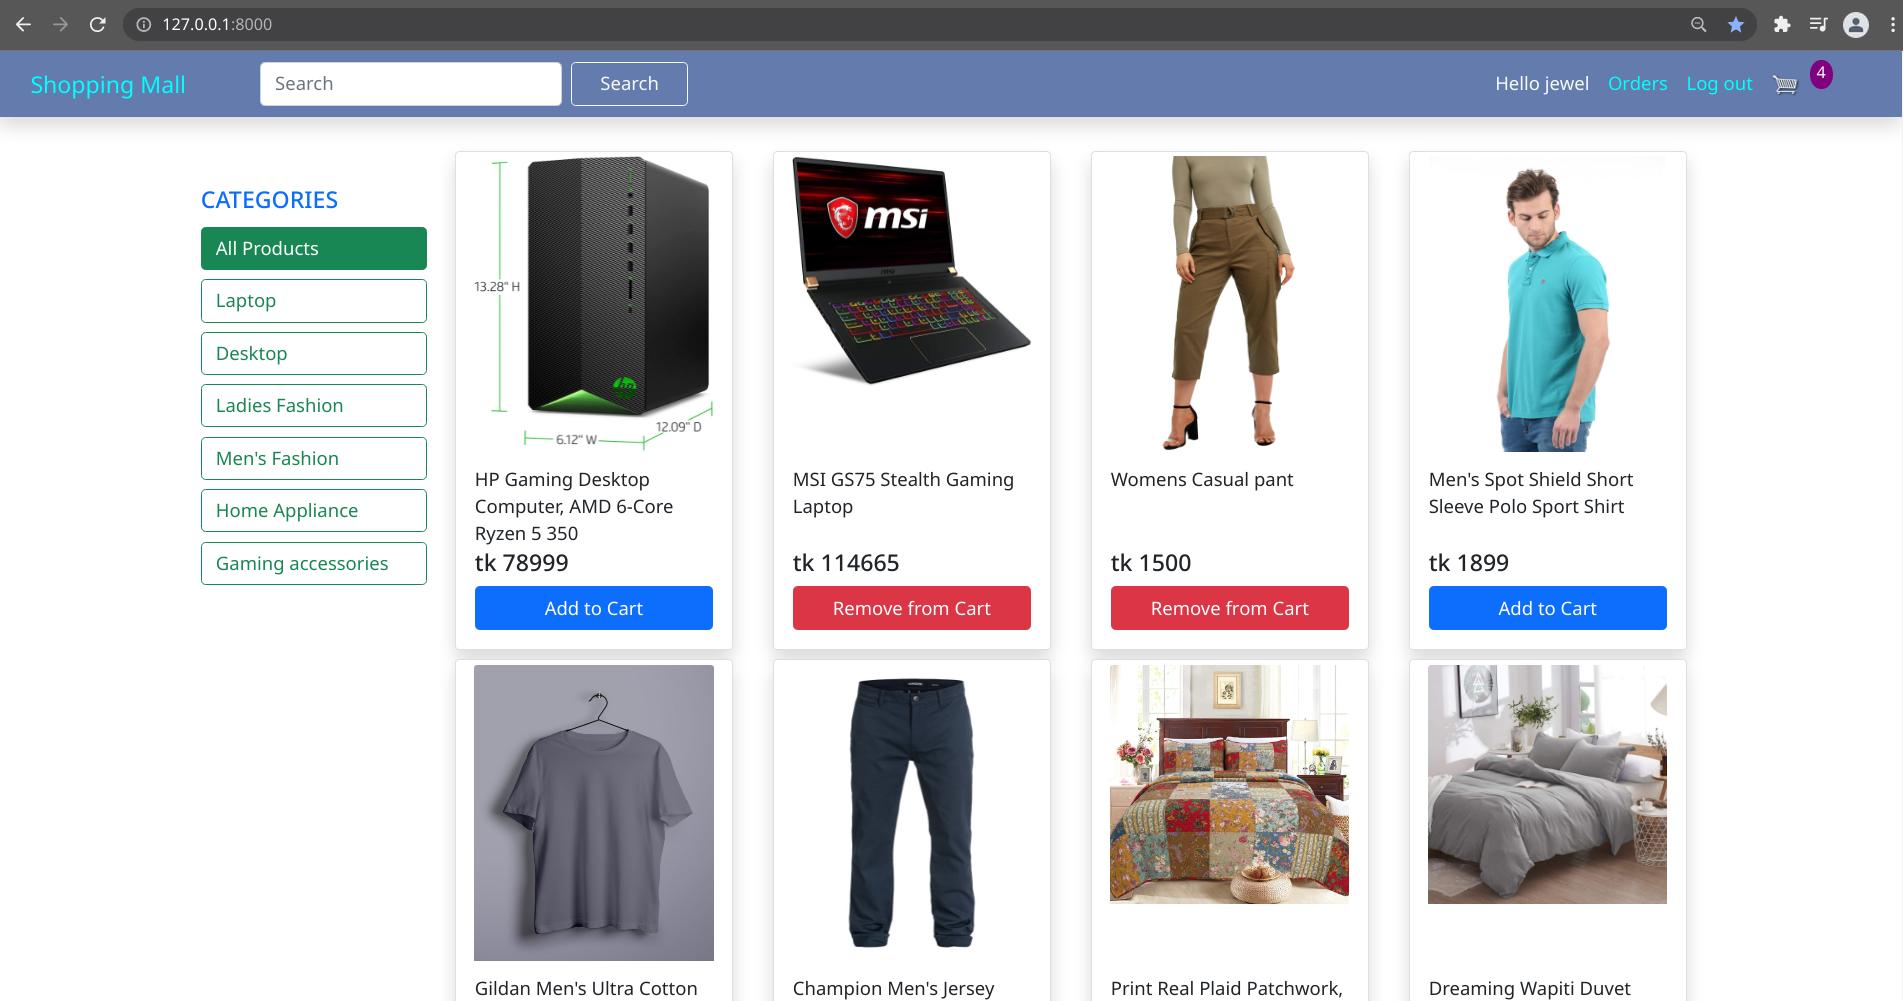 127.0.0.1:8000
Shopping Mall
Search
Search
Hello jewel
Orders
Log out
4
CATEGORIES
All Products
Laptop
Desktop
Ladies Fashion
Men's Fashion
Home Appliance
Gaming accessories
13.28" H
6.12" W
12.09" D
hp
HP Gaming Desktop
Computer, AMD 6-Core
Ryzen 5 350
tk 78999
Add to Cart
msi
msi
MSI GS75 Stealth Gaming
Laptop
tk 114665
Remove from Cart
Womens Casual pant
tk 1500
Remove from Cart
Men's Spot Shield Short
Sleeve Polo Sport Shirt
tk 1899
Add to Cart
Gildan Men's Ultra Cotton
Champion Men's Jersey
Print Real Plaid Patchwork,
Dreaming Wapiti Duvet